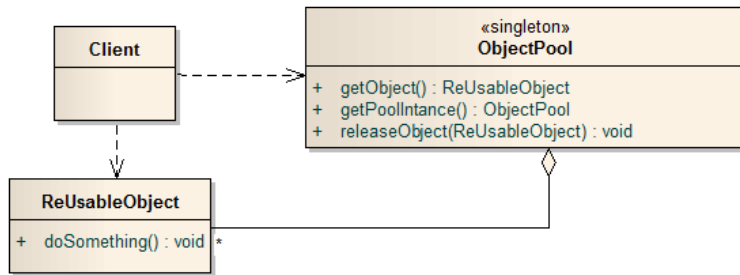 Client
«singleton»
ObjectPool
+ getObject() : ReUsableObject
+ getPoolIntance() : ObjectPool
+ releaseObject(ReUsableObject) : void
ReUsableObject
+ doSomething() : void
*